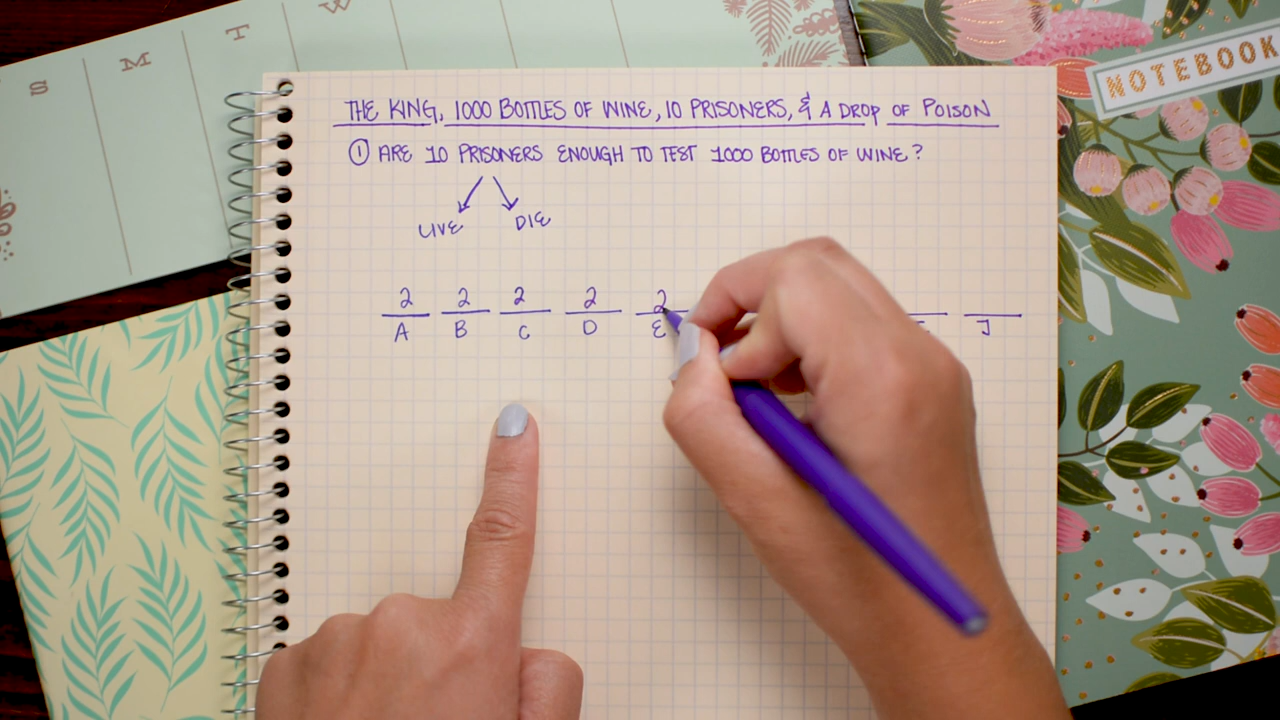 S M T W
NOTEBOOK
THE KING, 1000 BOTTLES OF WINE, 10 PRISONERS, & A DROP OF POISON
① ARE 10 PRISONERS ENOUGH TO TEST 1000 BOTTLES OF WINE?
LIVE DIE
2 2 2 2 2
A B C D E J